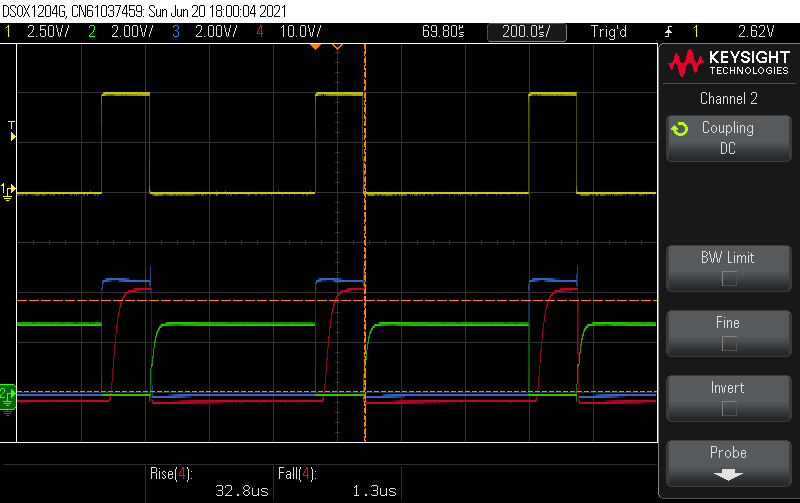 DSOX1204G, CN61037459: Sun Jun 20 18:00:04 2021
1 2.50V/ 2 2.00V/ 3 2.00V/ 4 10.0V/ 69.80s 200.0s/ Trig'd 1 2.62V
KEYSIGHT
TECHNOLOGIES
Channel 2
Coupling
DC
T
1
BW Limit
Fine
Invert
2
Probe
Rise(4): Fall(4):
32.8us 1.3us